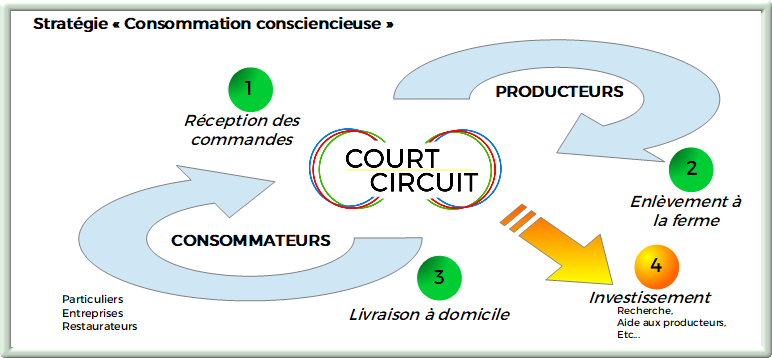 Stratégie « Consommation consciencieuse »
1
Réception des
commandes
PRODUCTEURS
COURT
CIRCUIT
2
Enlèvement à
la ferme
CONSOMMATEURS
3
Livraison à domicile
4
Investissement
Recherche,
Aide aux producteurs,
Etc...
Particuliers
Entreprises
Restaurateurs